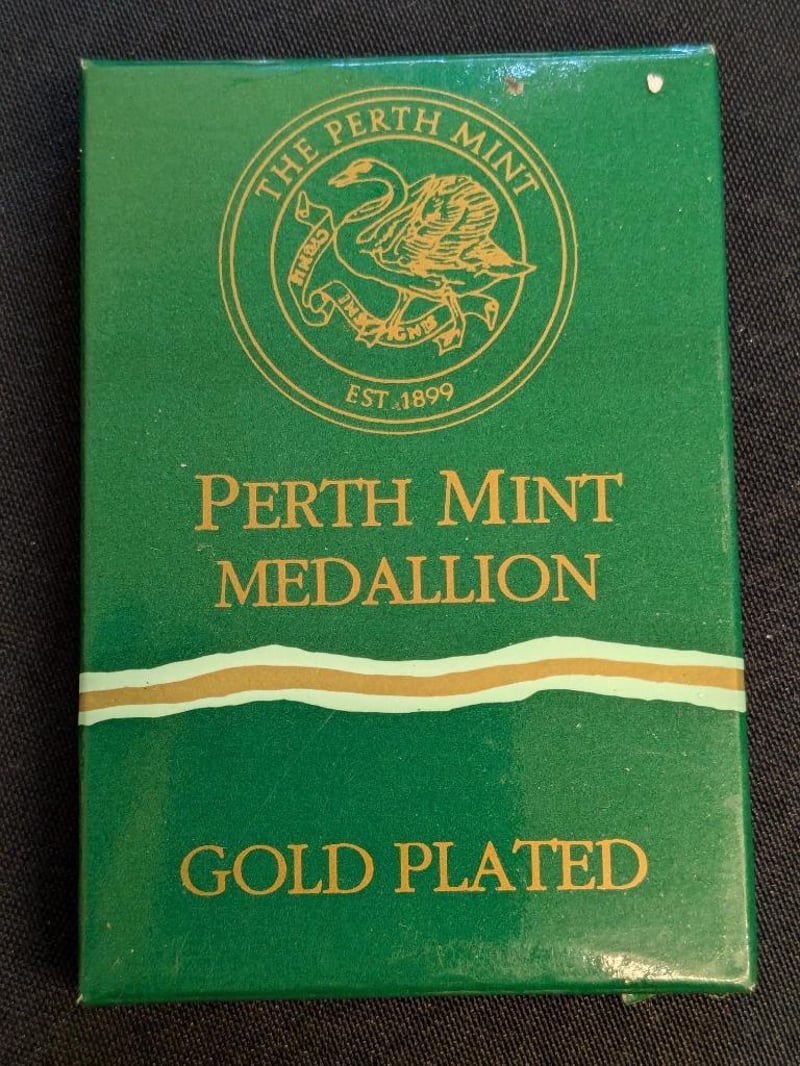 THE PERTH MINT
EST. 1899
PERTH MINT
MEDALLION
GOLD PLATED